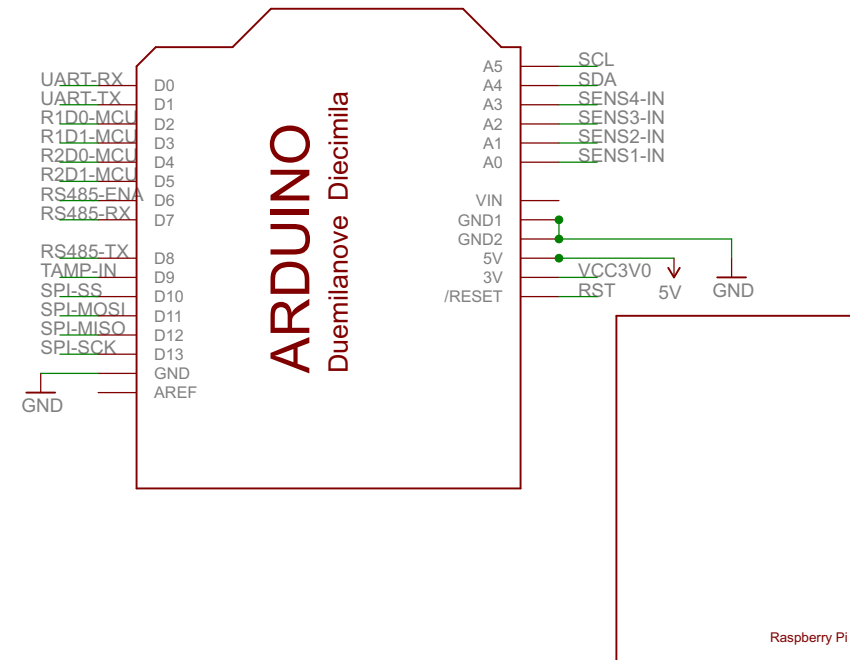 UART-RX D0
UART-TX D1
R1D0-MCU D2
R1D1-MCU D3
R2D0-MCU D4
R2D1-MCU D5
RS485-ENA D6
RS485-RX D7
RS485-TX D8
TAMP-IN D9
SPI-SS D10
SPI-MOSI D11
SPI-MISO D12
SPI-SCK D13
GND
AREF
GND
ARDUINO
Duemilanove Diecimila
A5 SCL
A4 SDA
A3 SENS4-IN
A2 SENS3-IN
A1 SENS2-IN
A0 SENS1-IN
VIN
GND1
GND2
5V
3V VCC3V0
/RESET RST
5V GND
Raspberry Pi